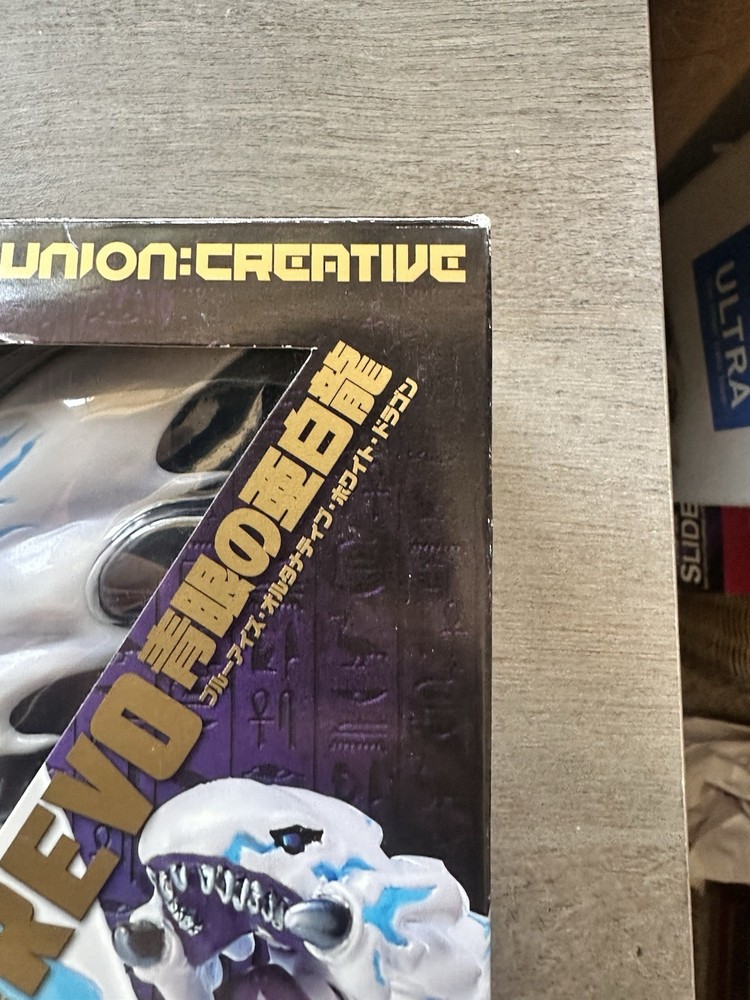 UNION:CREATIVE
青眼の亜白龍
ブルーアイズ・オルタナティブ・ホワイト・ドラゴン
REVO
ULTRA
SLIDE